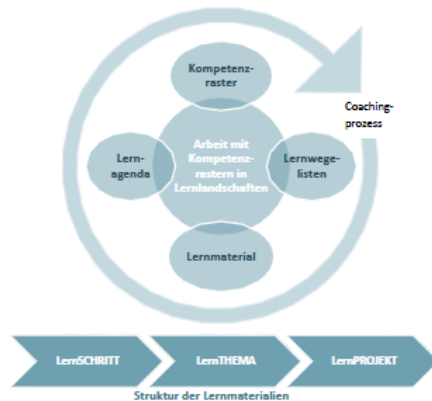 Kompetenz-
raster
Coaching-
prozess
Arbeit mit
Kompetenz-
rastern in
Lernlandschaften
Lern-
agenda
Lernwege-
listen
Lernmaterial
LernSCHRITT
LernTHEMA
LernPROJEKT
Struktur der Lernmaterialien